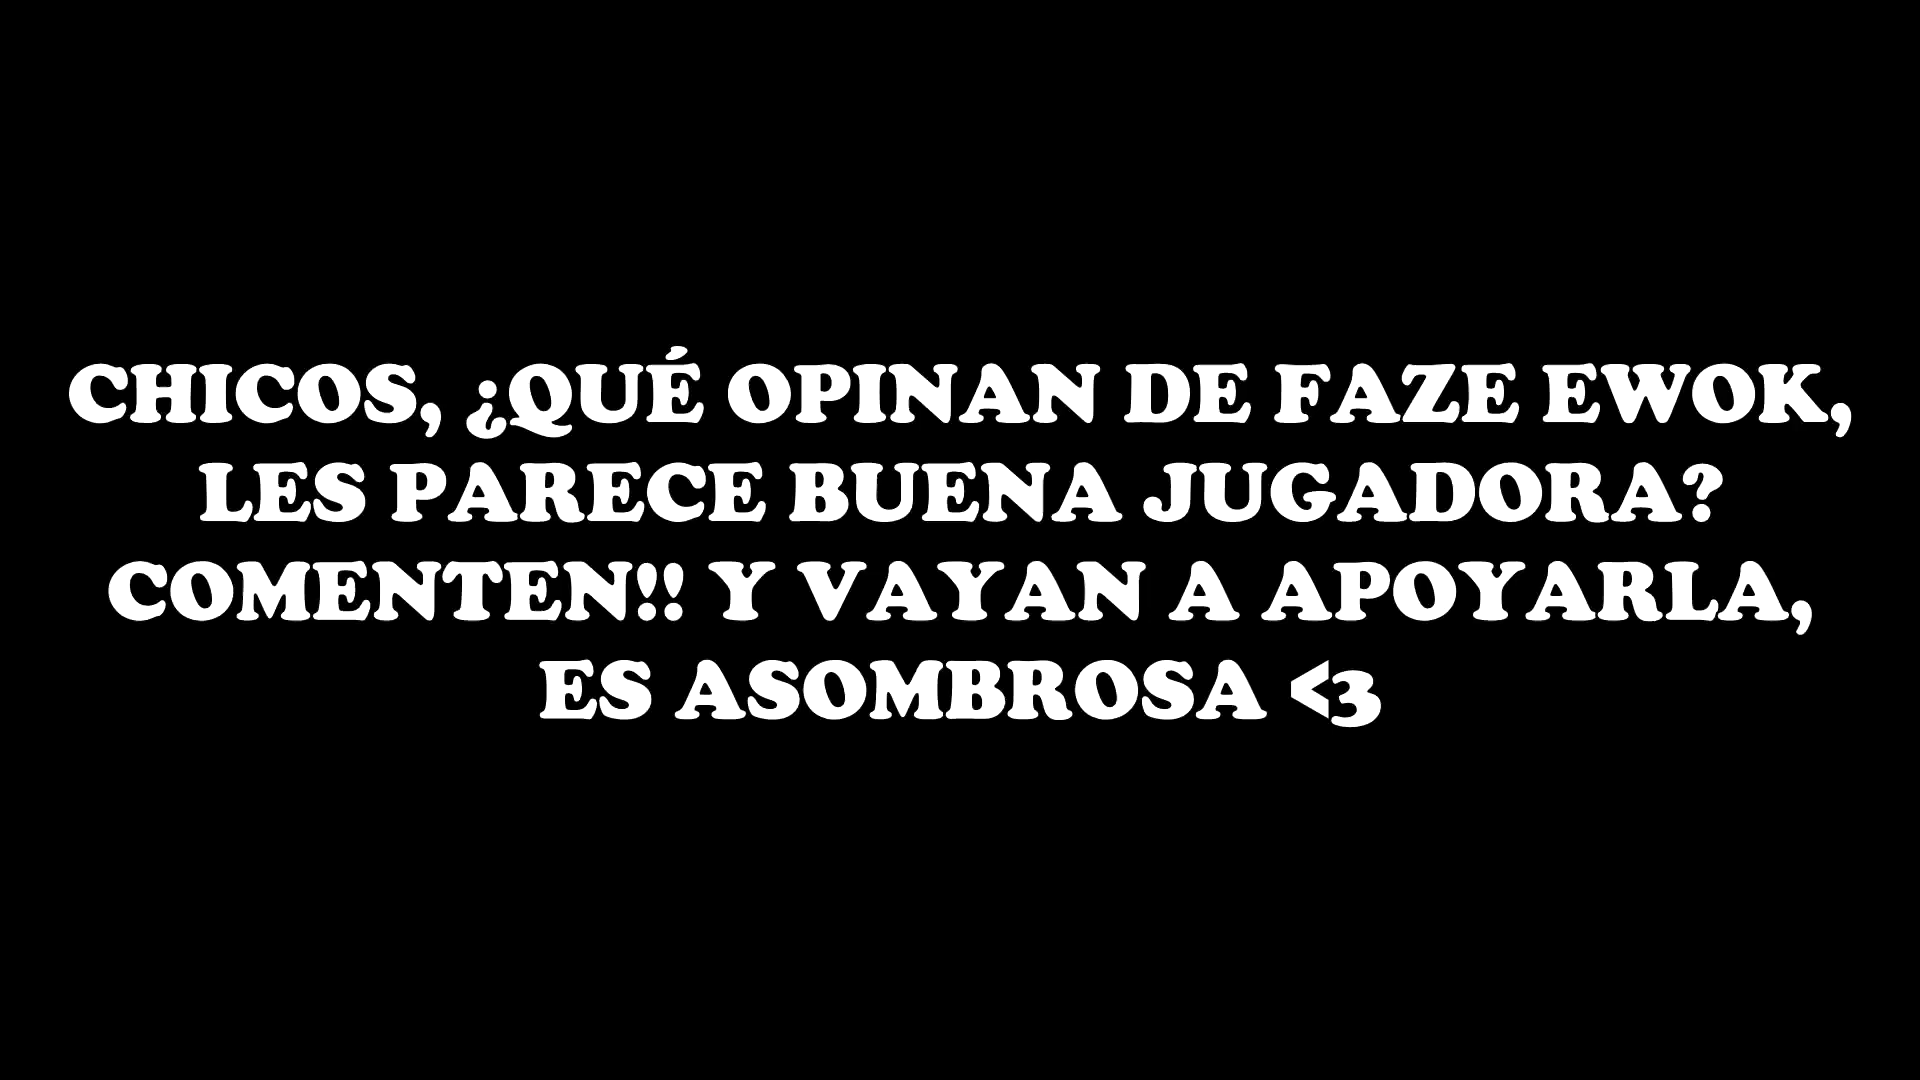 CHICOS, ¿QUÉ OPINAN DE FAZE EWOK,
LES PARECE BUENA JUGADORA?
COMENTEN!! Y VAYAN A APOYARLA,
ES ASOMBROSA <3